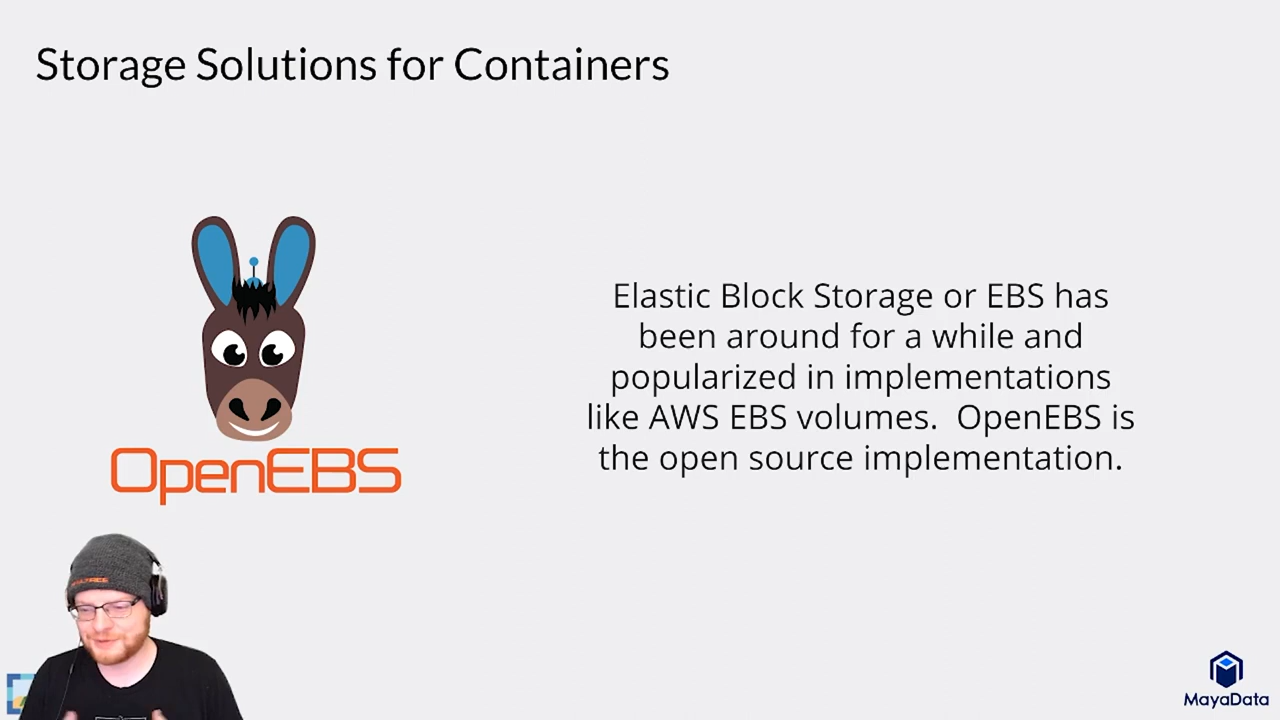 Storage Solutions for Containers
OpenEBS
Elastic Block Storage or EBS has
been around for a while and
popularized in implementations
like AWS EBS volumes.  OpenEBS is
the open source implementation.
MayaData